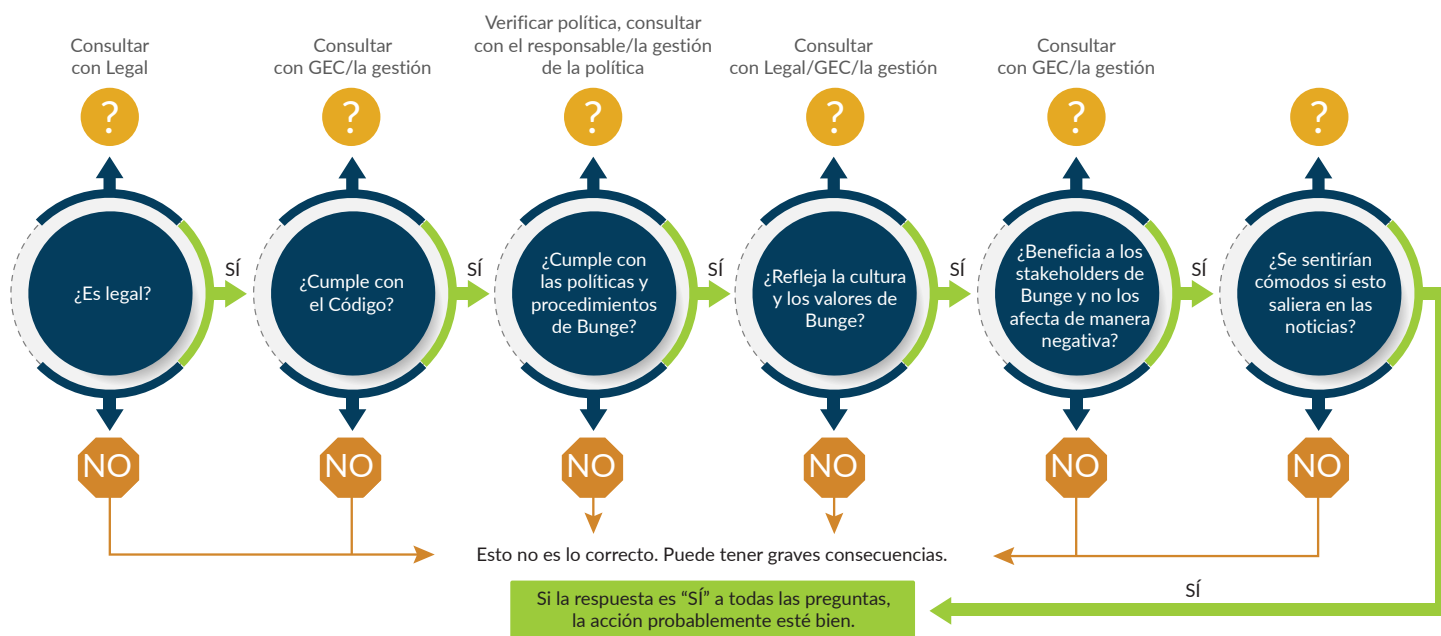 Consultar
con Legal
Consultar
con GEC/la gestión
Verificar política, consultar
con el responsable/la gestión
de la política
Consultar
con Legal/GEC/la gestión
Consultar
con GEC/la gestión
?
?
?
?
?
?
¿Es legal?
SÍ
¿Cumple con
el Código?
SÍ
¿Cumple con
las políticas y
procedimientos
de Bunge?
SÍ
¿Refleja la cultura
y los valores de
Bunge?
SÍ
¿Beneficia a los
stakeholders de
Bunge y no los
afecta de manera
negativa?
SÍ
¿Se sentirían
cómodos si esto
saliera en las
noticias?
NO
NO
NO
NO
NO
NO
Esto no es lo correcto. Puede tener graves consecuencias.
SÍ
Si la respuesta es “SÍ” a todas las preguntas,
la acción probablemente esté bien.